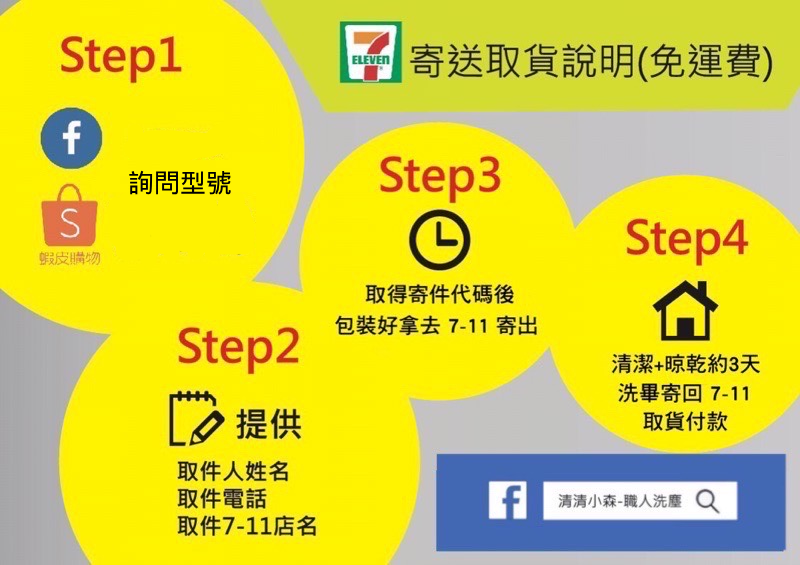 Step1
詢問型號
蝦皮購物
7
ELEVEn
寄送取貨說明(免運費)
Step2
提供
取件人姓名
取件電話
取件7-11店名
Step3
取得寄件代碼後
包裝好拿去 7-11 寄出
Step4
清潔+晾乾約3天
洗畢寄回 7-11
取貨付款
f
清清小森-職人洗塵